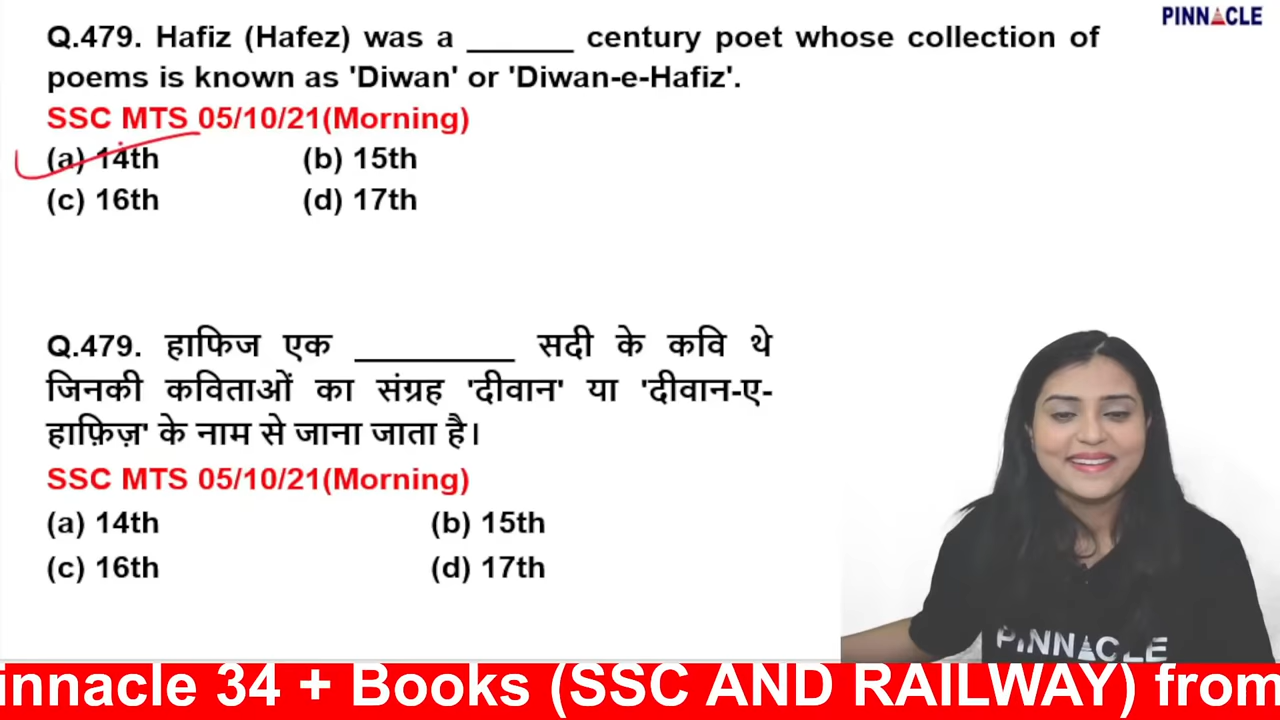 PINNACLE
Q.479. Hafiz (Hafez) was a ______ century poet whose collection of
poems is known as 'Diwan' or 'Diwan-e-Hafiz'.
SSC MTS 05/10/21(Morning)
(a) 14th (b) 15th
(c) 16th (d) 17th
Q.479. हाफिज एक _________ सदी के कवि थे
जिनकी कविताओं का संग्रह 'दीवान' या 'दीवान-ए-
हाफ़िज़' के नाम से जाना जाता है।
SSC MTS 05/10/21(Morning)
(a) 14th (b) 15th
(c) 16th (d) 17th
PINNACLE
innacle 34 + Books (SSC AND RAILWAY) from